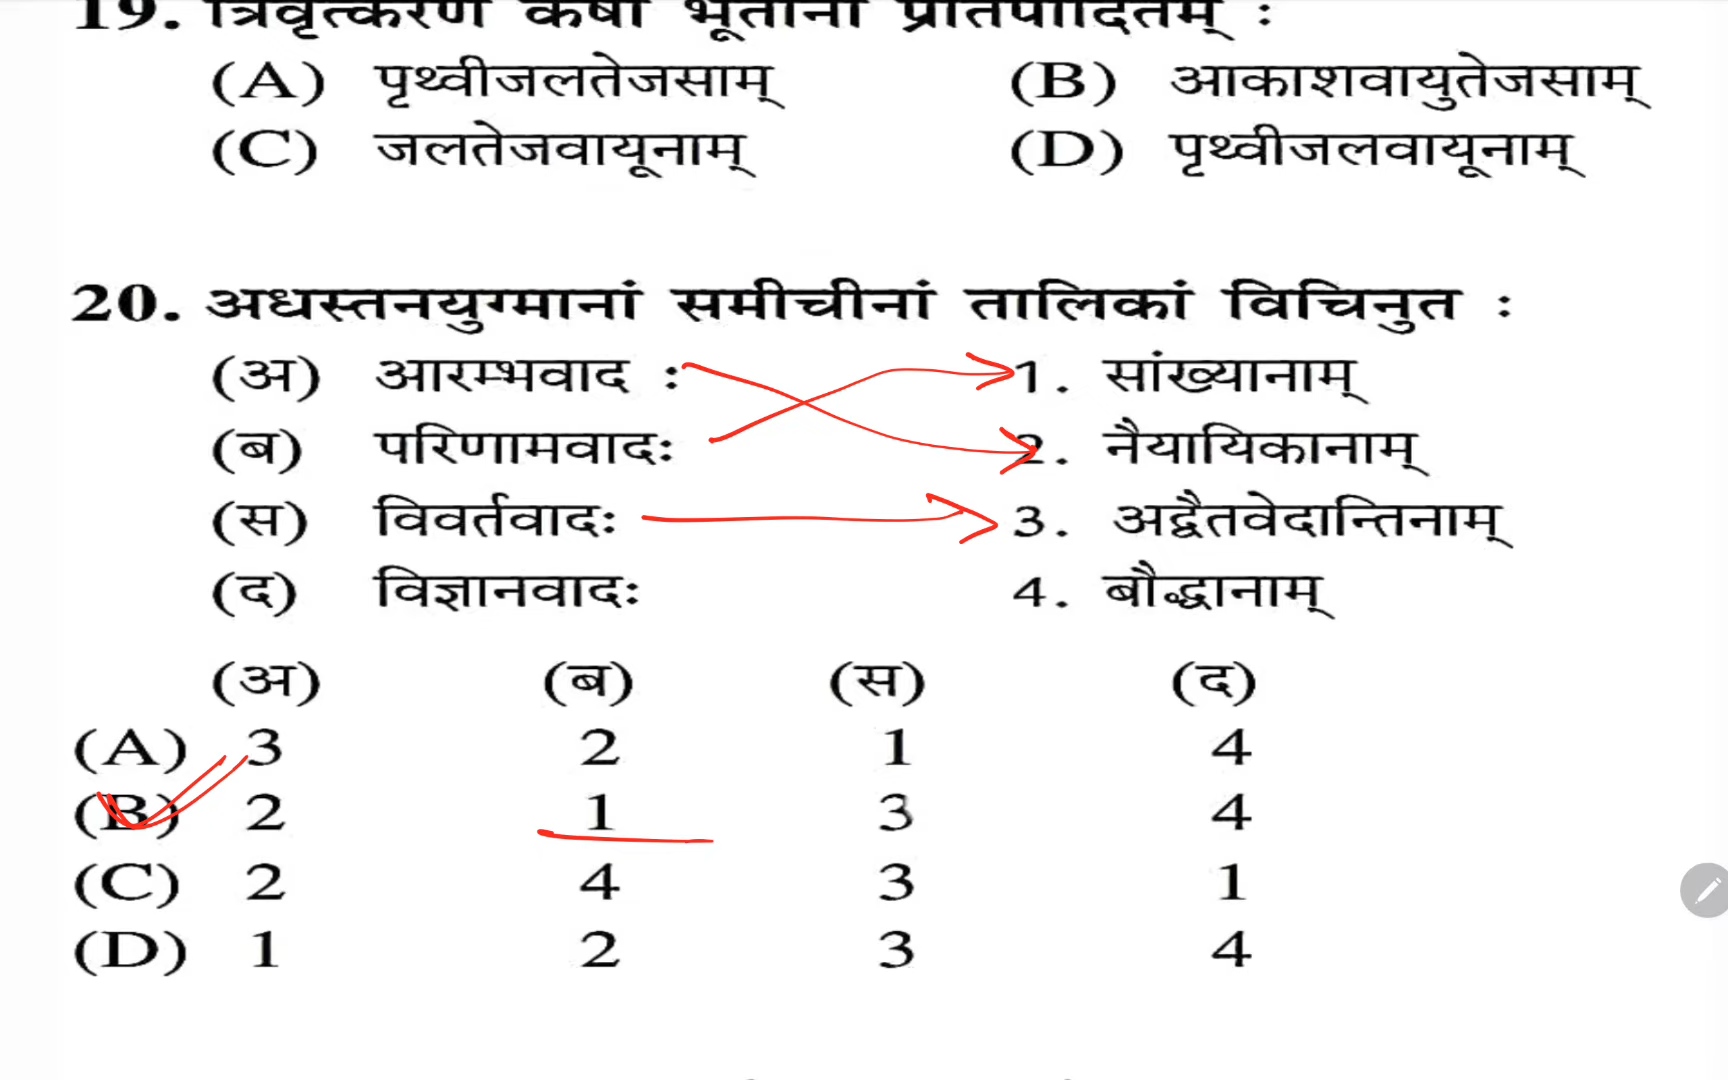 19. त्रिवृत्करणं केषां भूतानां प्रतिपादितम् :
(A) पृथ्वीजलतेजसाम् (B) आकाशवायुतेजसाम्
(C) जलतेजवायूनाम् (D) पृथ्वीजलवायूनाम्
20. अधस्तनयुग्मानां समीचीनां तालिकां विचिनुत :
(अ) आरम्भवाद : 1. सांख्यानाम्
(ब) परिणामवादः 2. नैयायिकानाम्
(स) विवर्तवादः 3. अद्वैतवेदान्तिनाम्
(द) विज्ञानवादः 4. बौद्धानाम्
(अ) (ब) (स) (द)
(A) 3 2 1 4
(B) 2 1 3 4
(C) 2 4 3 1
(D) 1 2 3 4